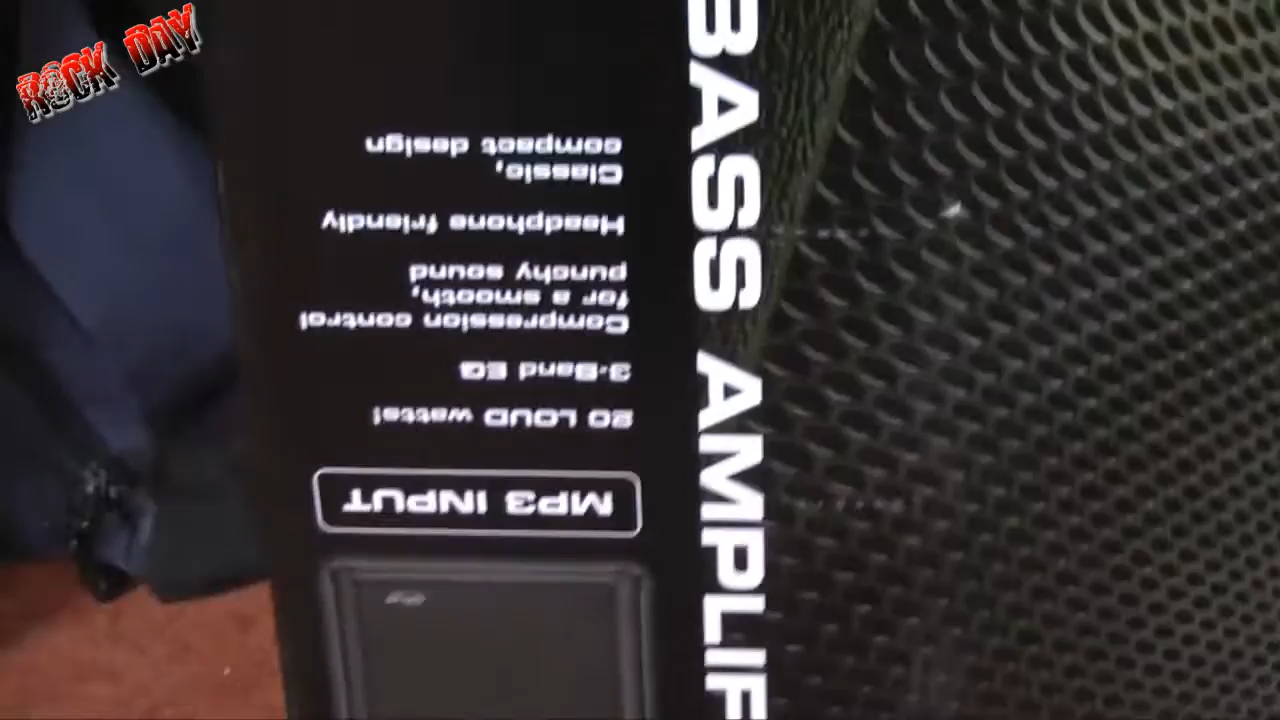 ROCK DAY
BASS AMPLIF
MP3 INPUT
20 LOUD watts!
3-Band EQ
Compression control
for a smooth,
punchy sound
Headphone friendly
Classic,
compact design